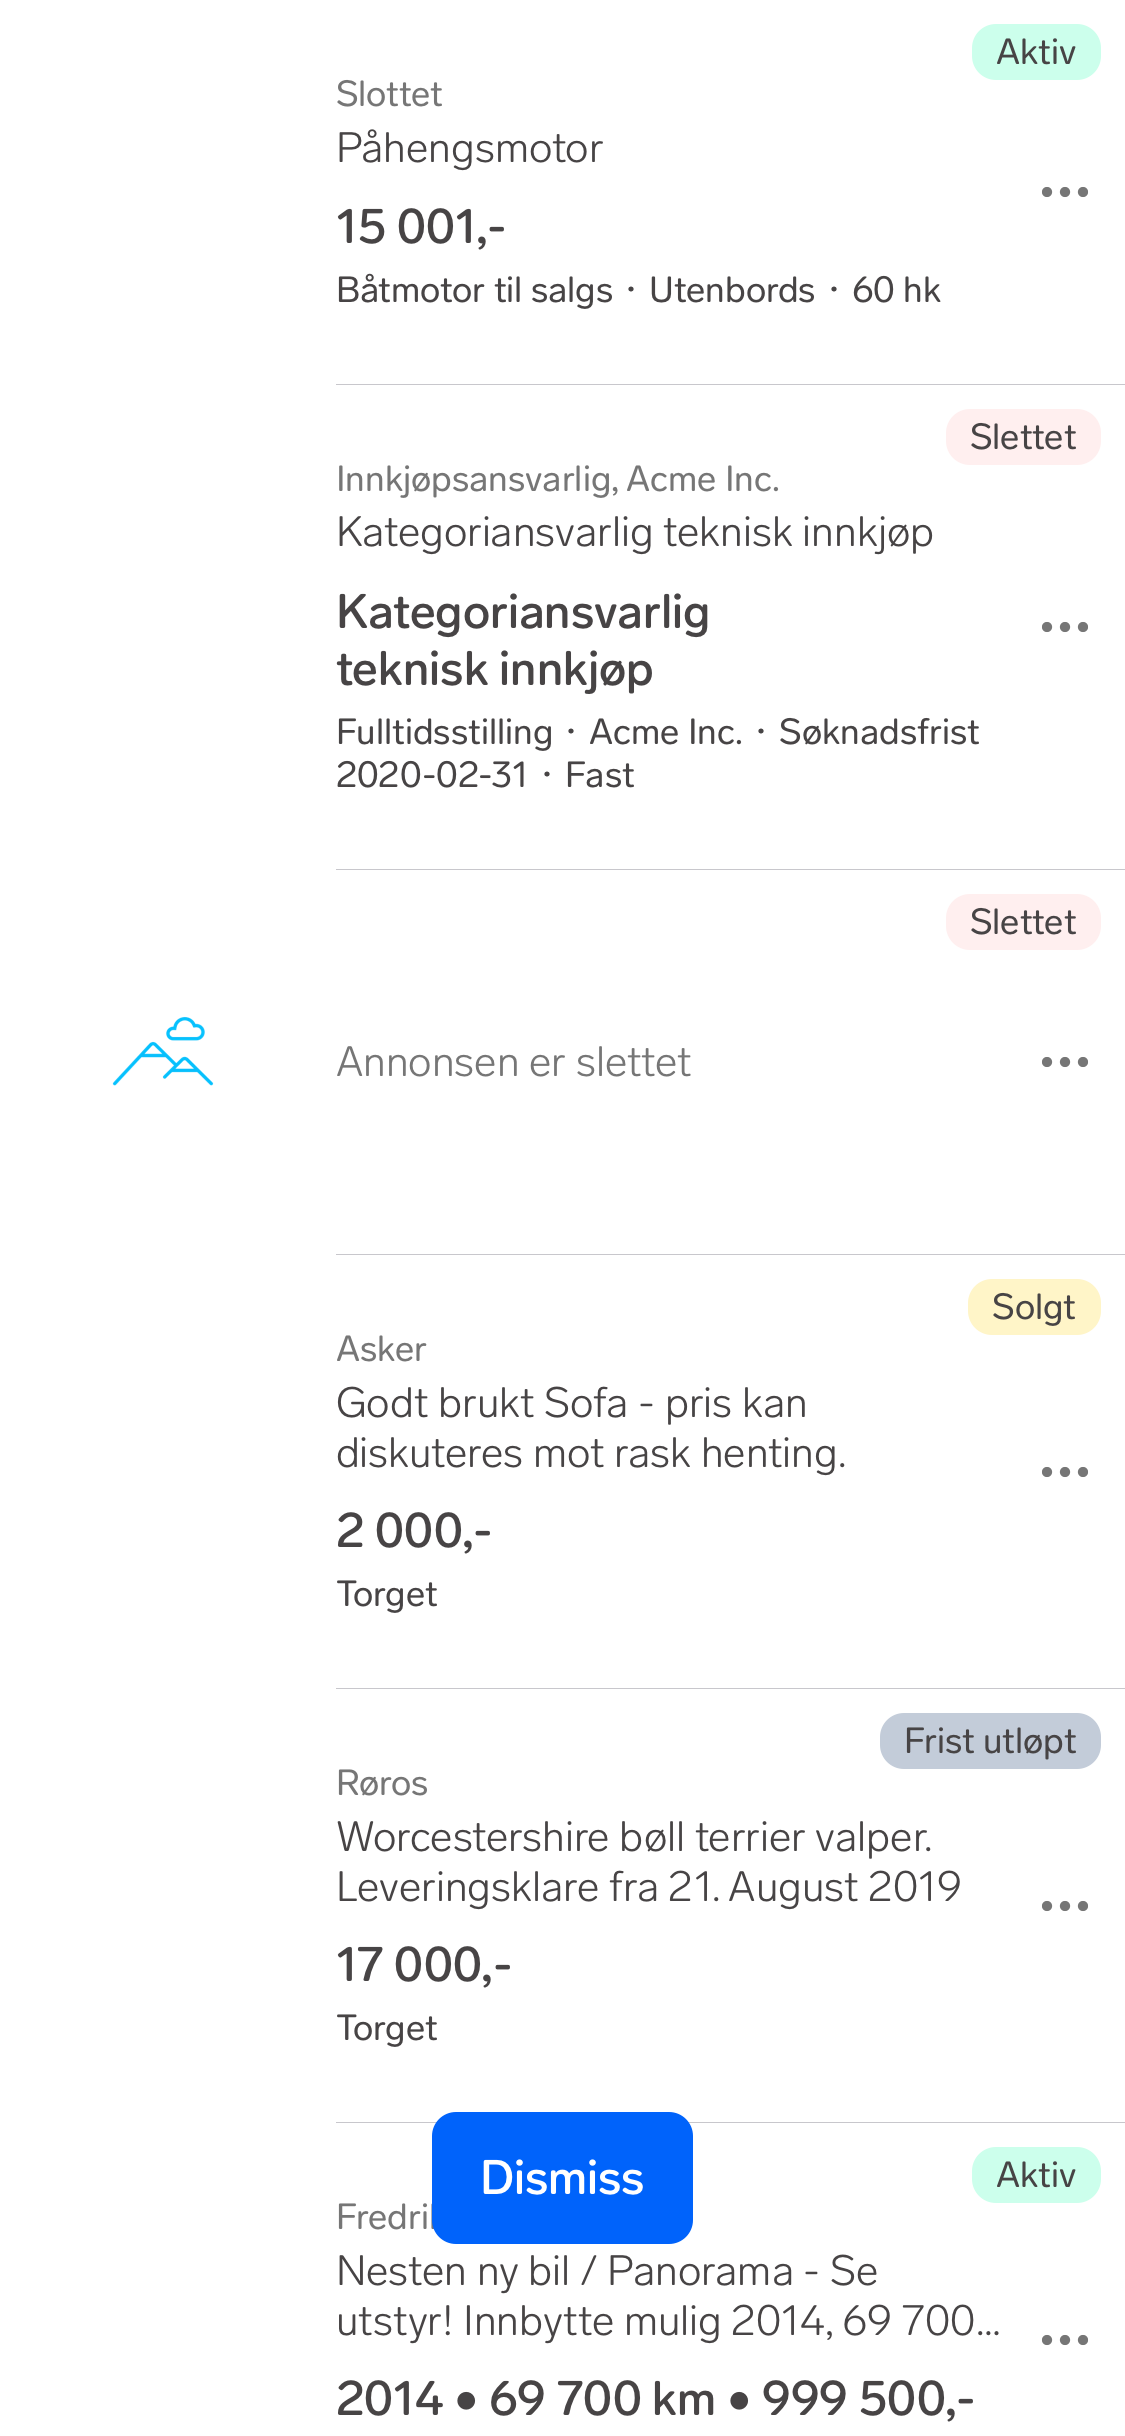 Aktiv
Slottet
Påhengsmotor
15 001,-
Båtmotor til salgs · Utenbords · 60 hk
Slettet
Innkjøpsansvarlig, Acme Inc.
Kategoriansvarlig teknisk innkjøp
Kategoriansvarlig
teknisk innkjøp
Fulltidsstilling · Acme Inc. · Søknadsfrist
2020-02-31 · Fast
Slettet
Annonsen er slettet
Solgt
Asker
Godt brukt Sofa - pris kan
diskuteres mot rask henting.
2 000,-
Torget
Frist utløpt
Røros
Worcestershire bøll terrier valper.
Leveringsklare fra 21. August 2019
17 000,-
Torget
Dismiss
Aktiv
Nesten ny bil / Panorama - Se
utstyr! Innbytte mulig 2014, 69 700...
2014 • 69 700 km • 999 500,-